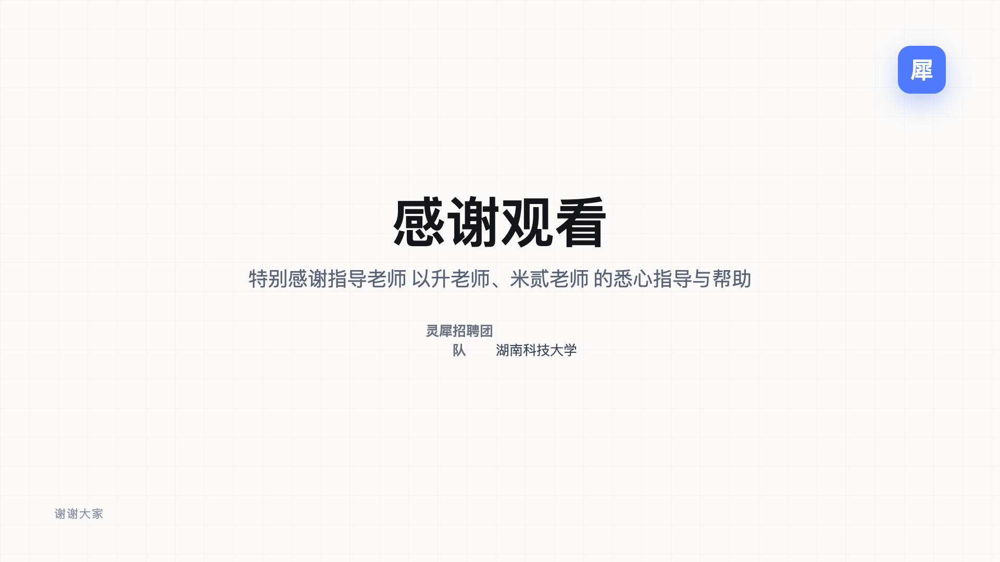 犀
感谢观看
特别感谢指导老师 以升老师、米贰老师 的悉心指导与帮助
灵犀招聘团
队 湖南科技大学
谢谢大家